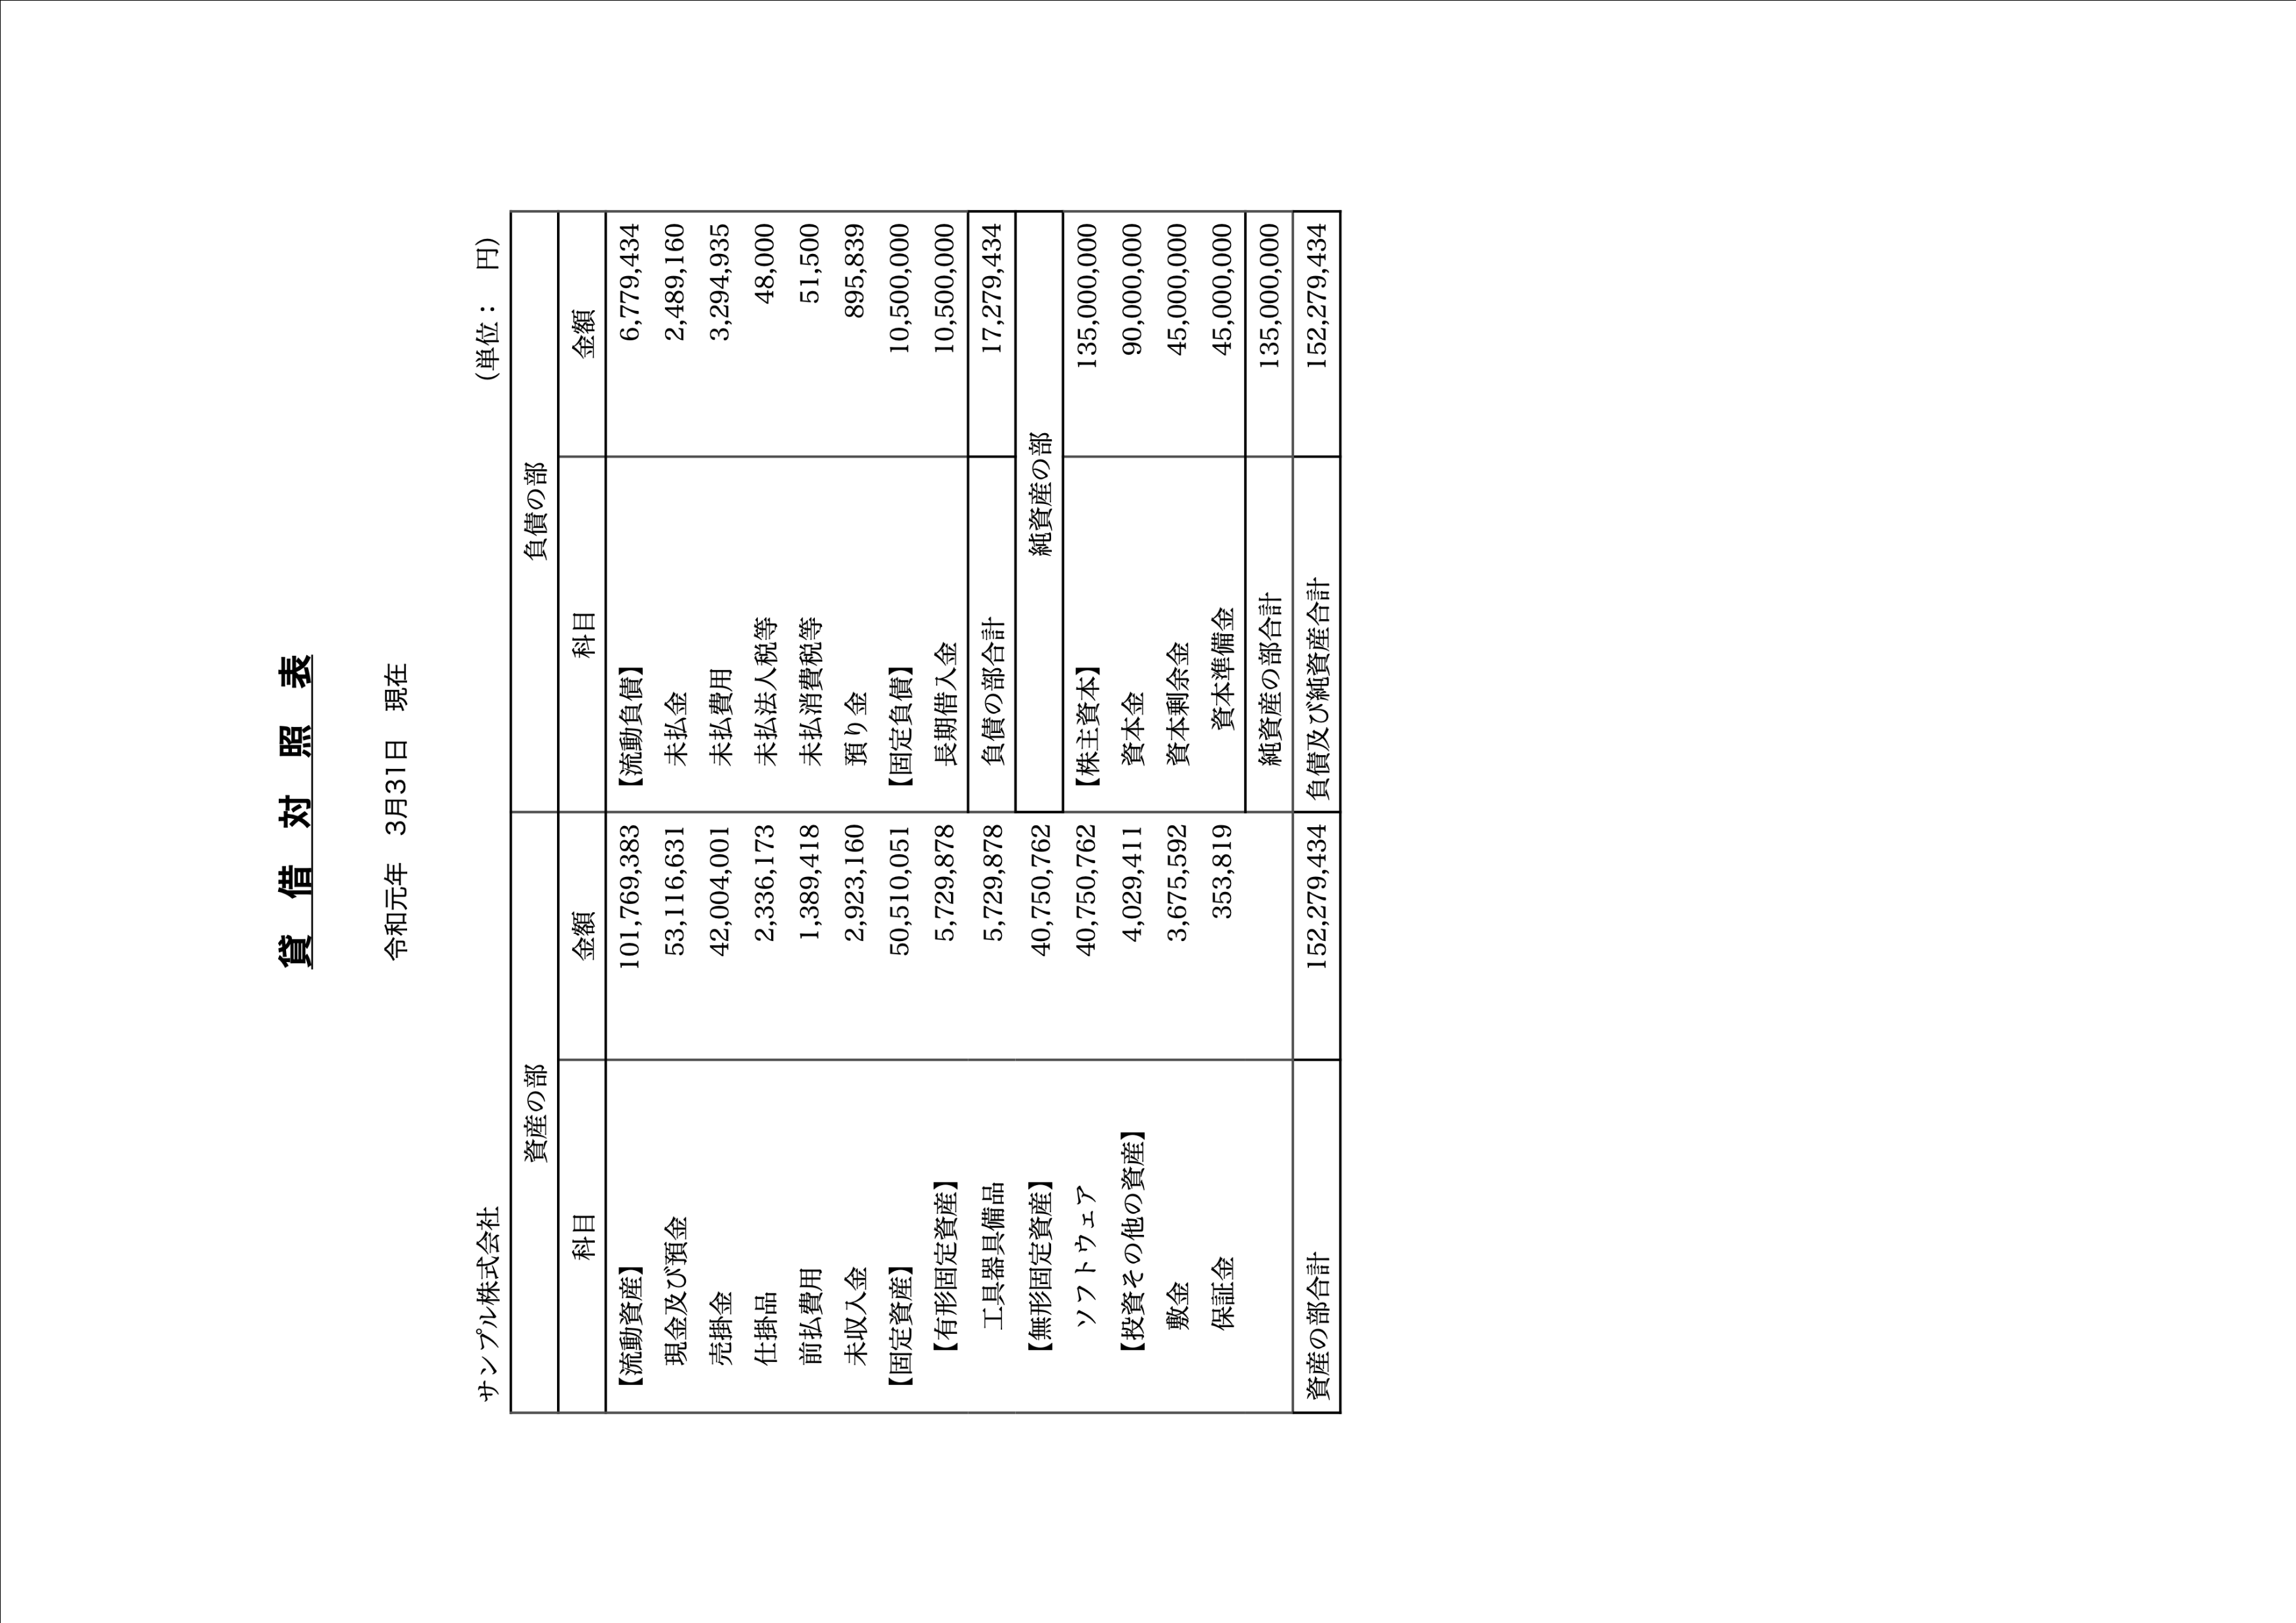 貸 借 対 照 表
令和元年 3月31日 現在
サンプル株式会社 (単位： 円)
資産の部 負債の部
科目 金額 科目 金額
【流動資産】 101,769,383 【流動負債】 6,779,434
現金及び預金 53,116,631 未払金 2,489,160
売掛金 42,004,001 未払費用 3,294,935
仕掛品 2,336,173 未払法人税等 48,000
前払費用 1,389,418 未払消費税等 51,500
未収入金 2,923,160 預り金 895,839
【固定資産】 50,510,051 【固定負債】 10,500,000
【有形固定資産】 5,729,878 長期借入金 10,500,000
工具器具備品 5,729,878 負債の部合計 17,279,434
【無形固定資産】 40,750,762 純資産の部
ソフトウェア 40,750,762 【株主資本】 135,000,000
【投資その他の資産】 4,029,411 資本金 90,000,000
敷金 3,675,592 資本剰余金 45,000,000
保証金 353,819 資本準備金 45,000,000
純資産の部合計 135,000,000
資産の部合計 152,279,434 負債及び純資産合計 152,279,434